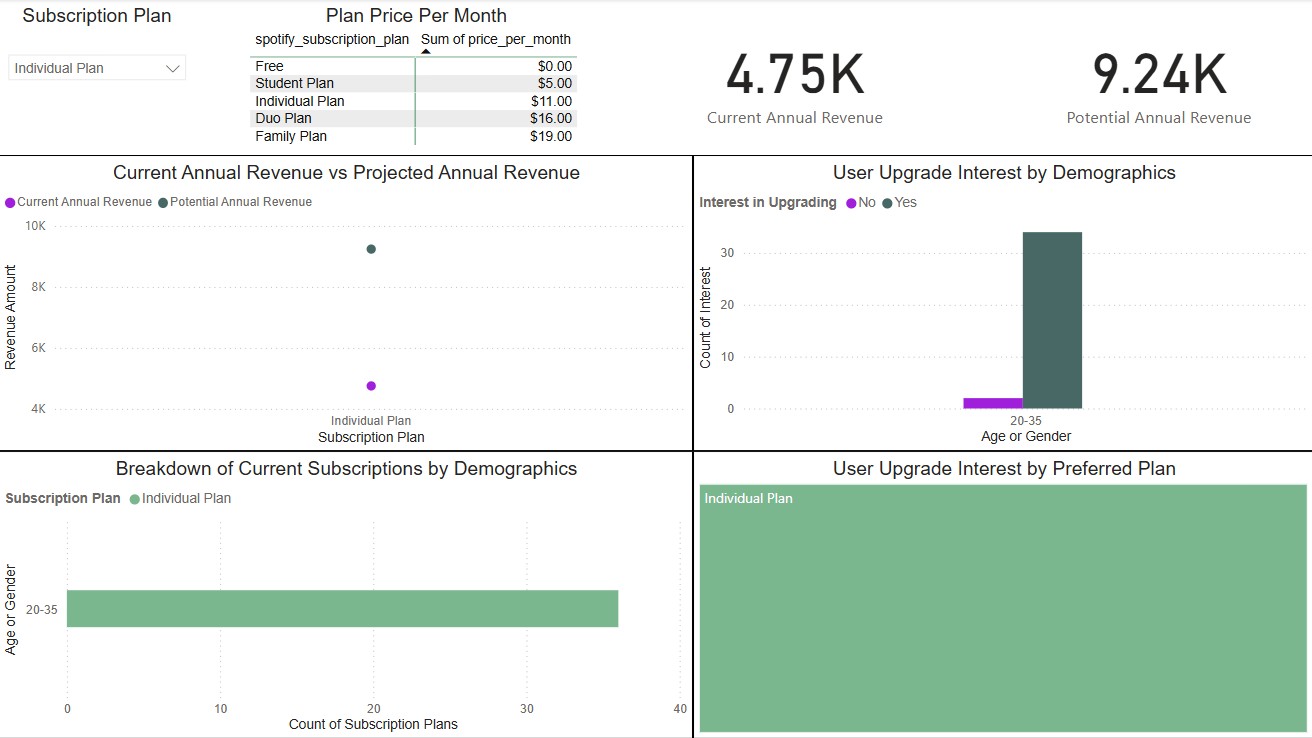 Subscription Plan
Individual Plan
Plan Price Per Month
spotify_subscription_plan Sum of price_per_month
Free $0.00
Student Plan $5.00
Individual Plan $11.00
Duo Plan $16.00
Family Plan $19.00
4.75K
Current Annual Revenue
9.24K
Potential Annual Revenue
Current Annual Revenue vs Projected Annual Revenue
Current Annual Revenue Potential Annual Revenue
Revenue Amount
10K
8K
6K
4K
Individual Plan
Subscription Plan
User Upgrade Interest by Demographics
Interest in Upgrading No Yes
Count of Interest
30
20
10
0
20-35
Age or Gender
Breakdown of Current Subscriptions by Demographics
Subscription Plan Individual Plan
Age or Gender
20-35
0 10 20 30 40
Count of Subscription Plans
User Upgrade Interest by Preferred Plan
Individual Plan